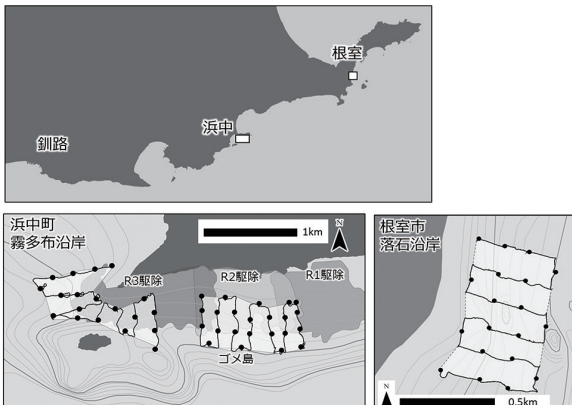 根室
浜中
釧路
浜中町
霧多布沿岸
N
1km
R3駆除
R2駆除
R1駆除
ゴメ島
根室市
落石沿岸
N
0.5km